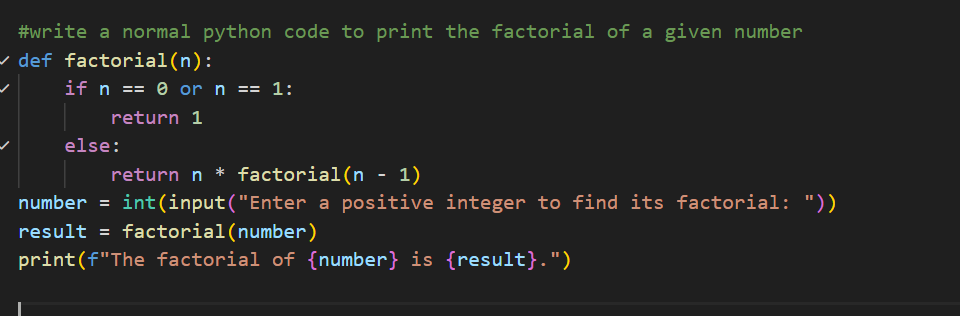 #write a normal python code to print the factorial of a given number
def factorial(n):
    if n == 0 or n == 1:
        return 1
    else:
        return n * factorial(n - 1)
number = int(input("Enter a positive integer to find its factorial: "))
result = factorial(number)
print(f"The factorial of {number} is {result}.")